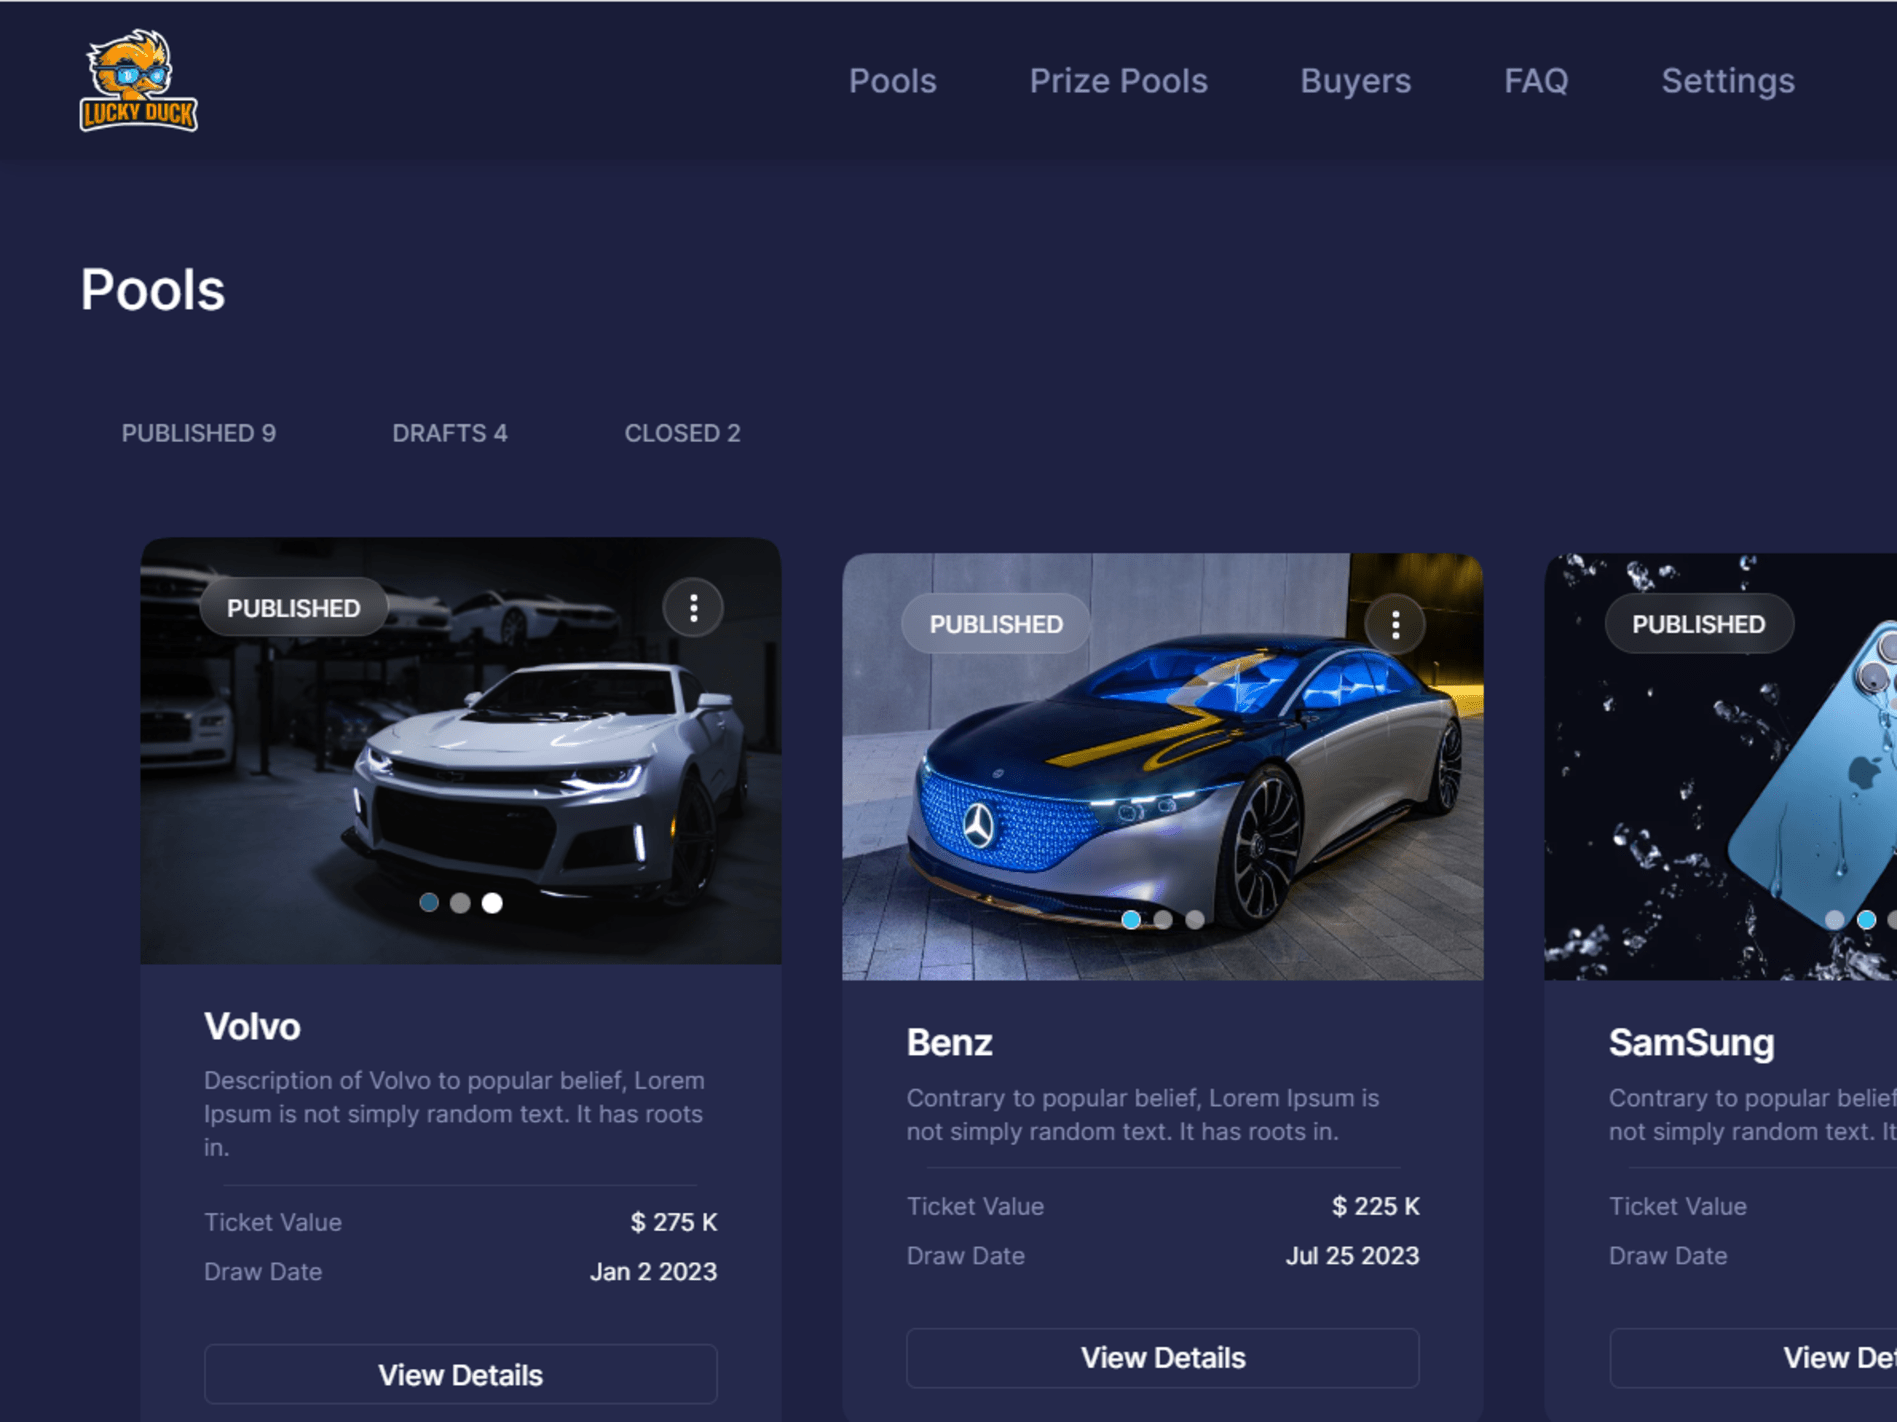 LUCKY DUCK
Pools
Prize Pools
Buyers
FAQ
Settings
Pools
PUBLISHED 9
DRAFTS 4
CLOSED 2
PUBLISHED
Volvo
Description of Volvo to popular belief, Lorem
Ipsum is not simply random text. It has roots
in.
Ticket Value $ 275 K
Draw Date Jan 2 2023
View Details
PUBLISHED
Benz
Contrary to popular belief, Lorem Ipsum is
not simply random text. It has roots in.
Ticket Value $ 225 K
Draw Date Jul 25 2023
View Details
PUBLISHED
SamSung
Contrary to popular belief
not simply random text. It
Ticket Value
Draw Date
View De